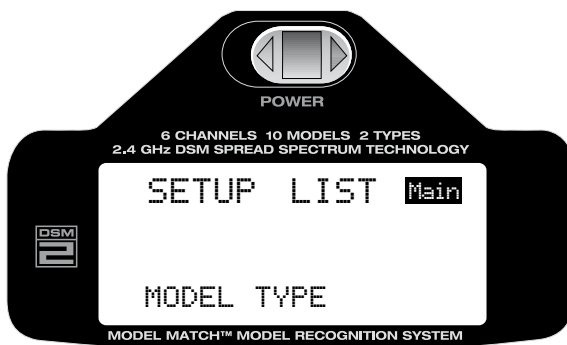 POWER
6 CHANNELS 10 MODELS 2 TYPES
2.4 GHz DSM SPREAD SPECTRUM TECHNOLOGY
SETUP LIST Main
DSM
2
MODEL TYPE
MODEL MATCH™ MODEL RECOGNITION SYSTEM